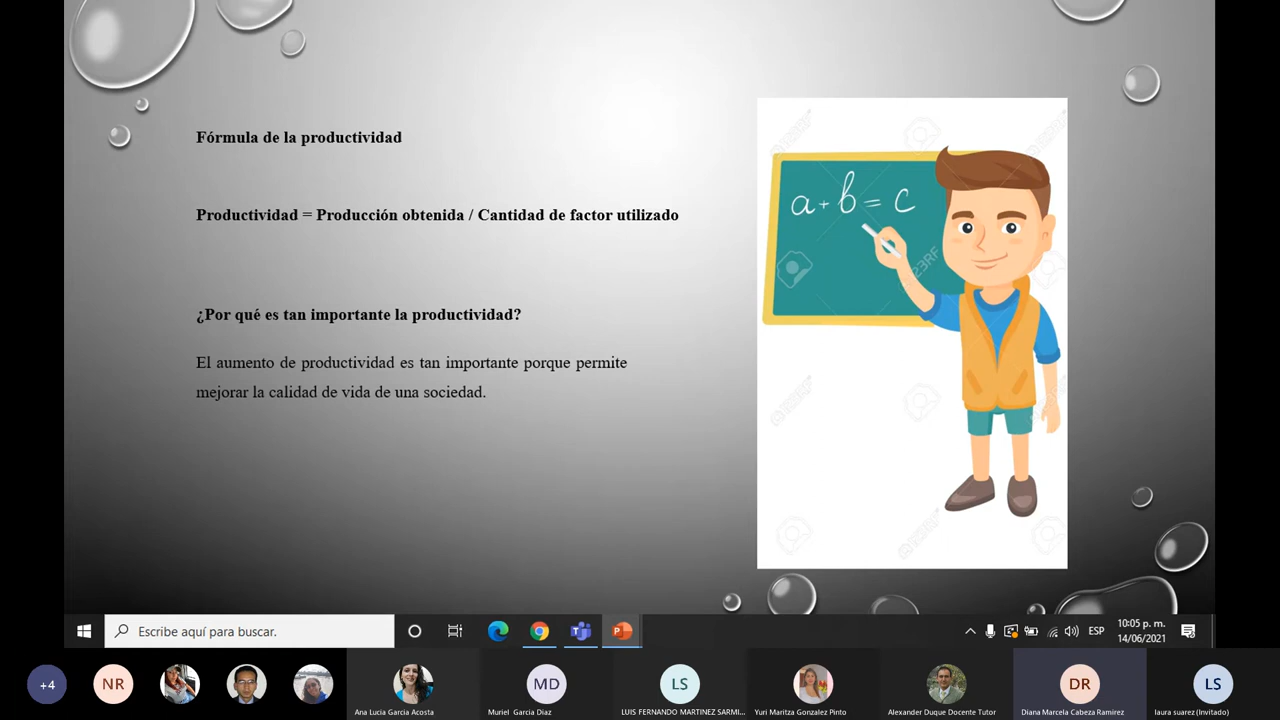 Fórmula de la productividad
Productividad = Producción obtenida / Cantidad de factor utilizado
¿Por qué es tan importante la productividad?
El aumento de productividad es tan importante porque permite
mejorar la calidad de vida de una sociedad.
a + b = c
123RF
Escribe aquí para buscar.
ESP
10:05 p. m.
14/06/2021
+4
NR
Ana Lucia Garcia Acosta
MD
Muriel Garcia Diaz
LS
LUIS FERNANDO MARTINEZ SARMI...
Yuri Maritza Gonzalez Pinto
Alexander Duque Docente Tutor
DR
Diana Marcela Cabeza Ramirez
LS
laura suarez (Invitado)